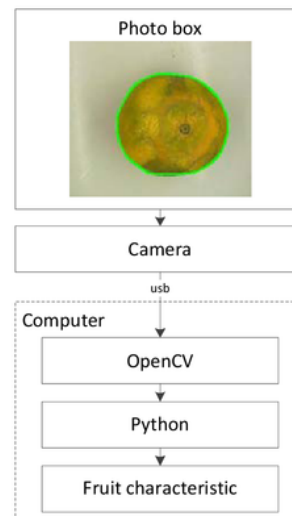 Photo box
Camera
usb
Computer
OpenCV
Python
Fruit characteristic